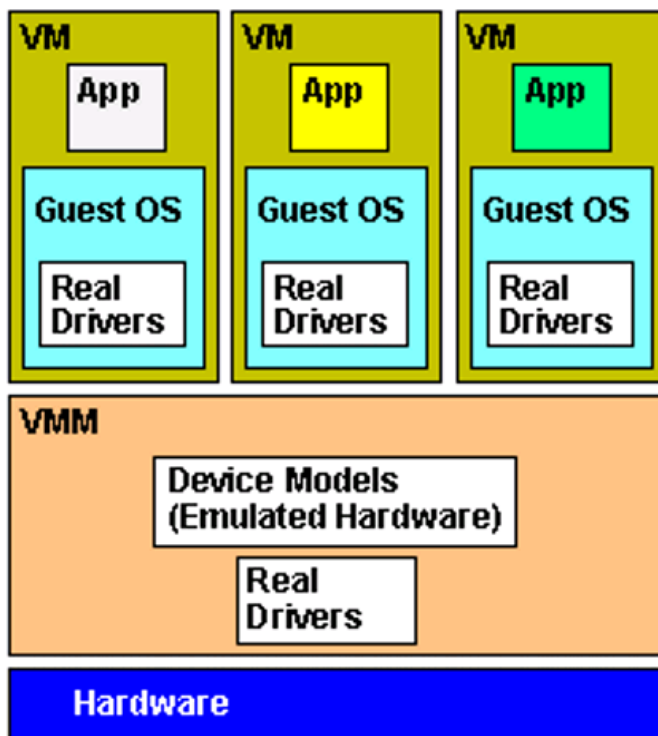 VM VM VM
App App App
Guest OS Guest OS Guest OS
Real Real Real
Drivers Drivers Drivers
VMM
Device Models
(Emulated Hardware)
Real
Drivers
Hardware